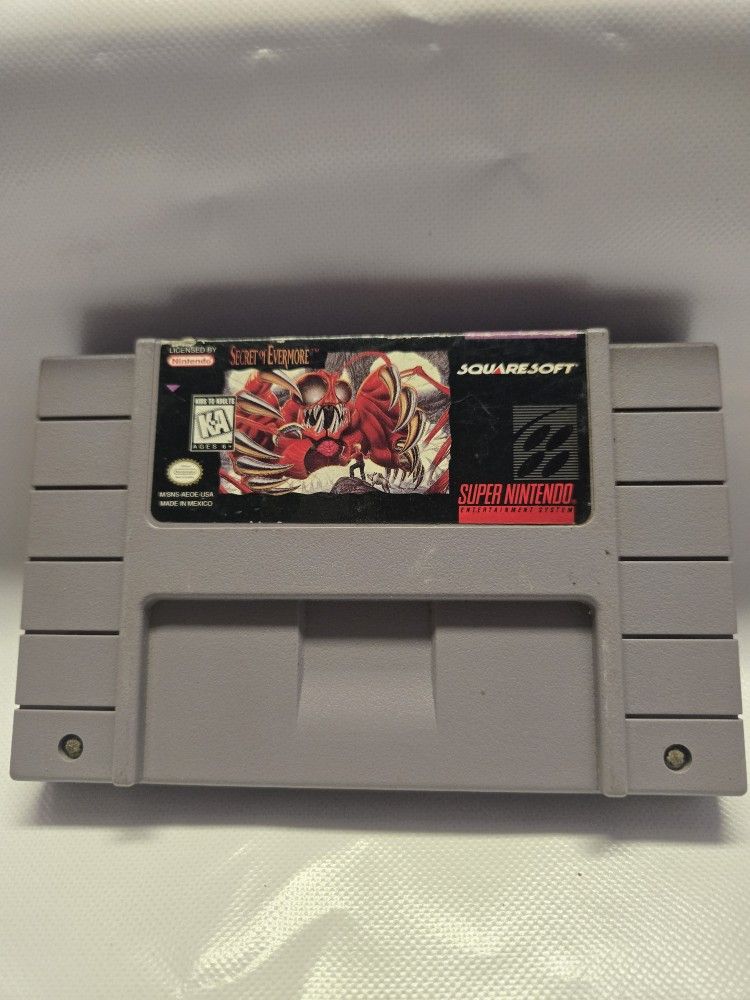 LICENSED BY
Nintendo
SECRET OF EVERMORE™
KIDS TO ADULTS
K-A
AGES 6+
M/SNS-AEOE-USA
MADE IN MEXICO
SQUARESOFT
SUPER NINTENDO
ENTERTAINMENT SYSTEM